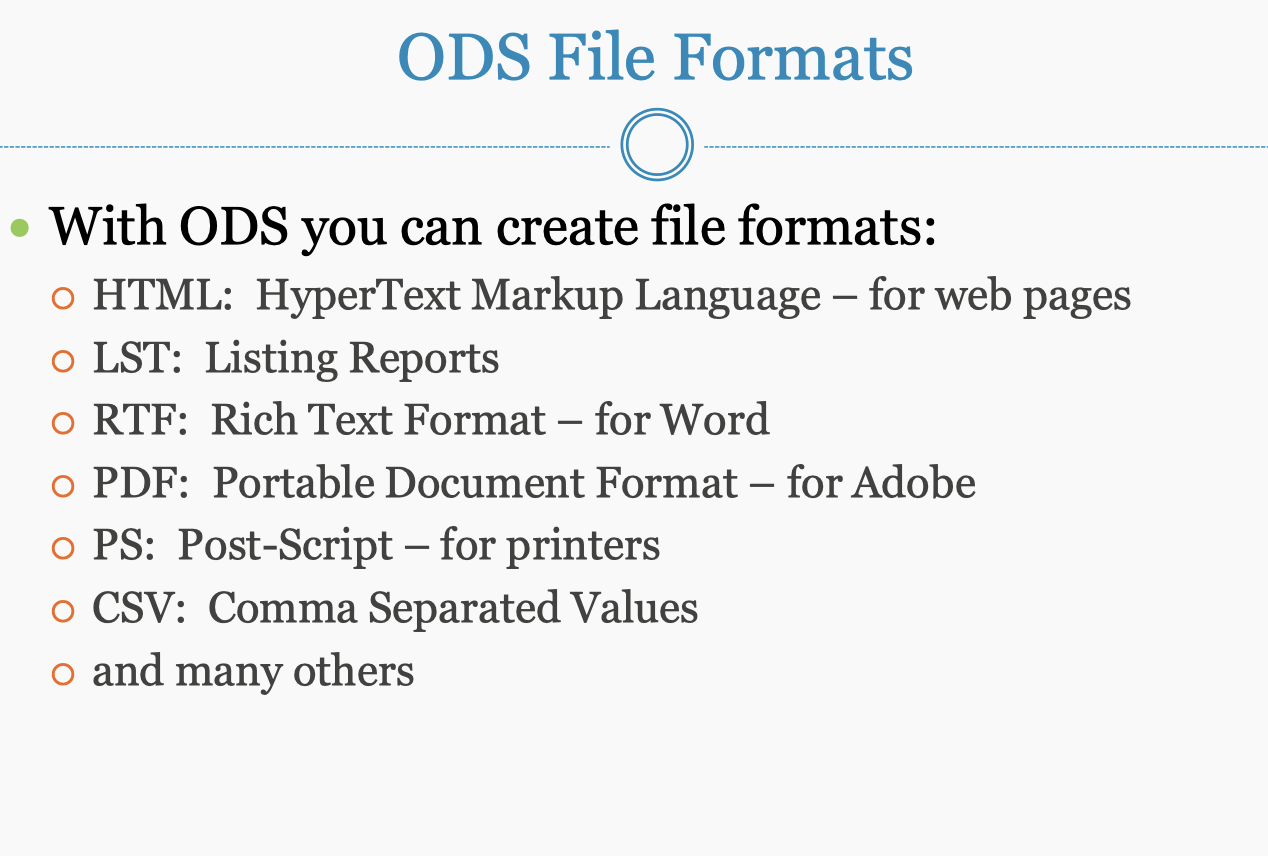 ODS File Formats
With ODS you can create file formats:
HTML:  HyperText Markup Language – for web pages
LST:  Listing Reports
RTF:  Rich Text Format – for Word
PDF:  Portable Document Format – for Adobe
PS:  Post-Script – for printers
CSV:  Comma Separated Values
and many others